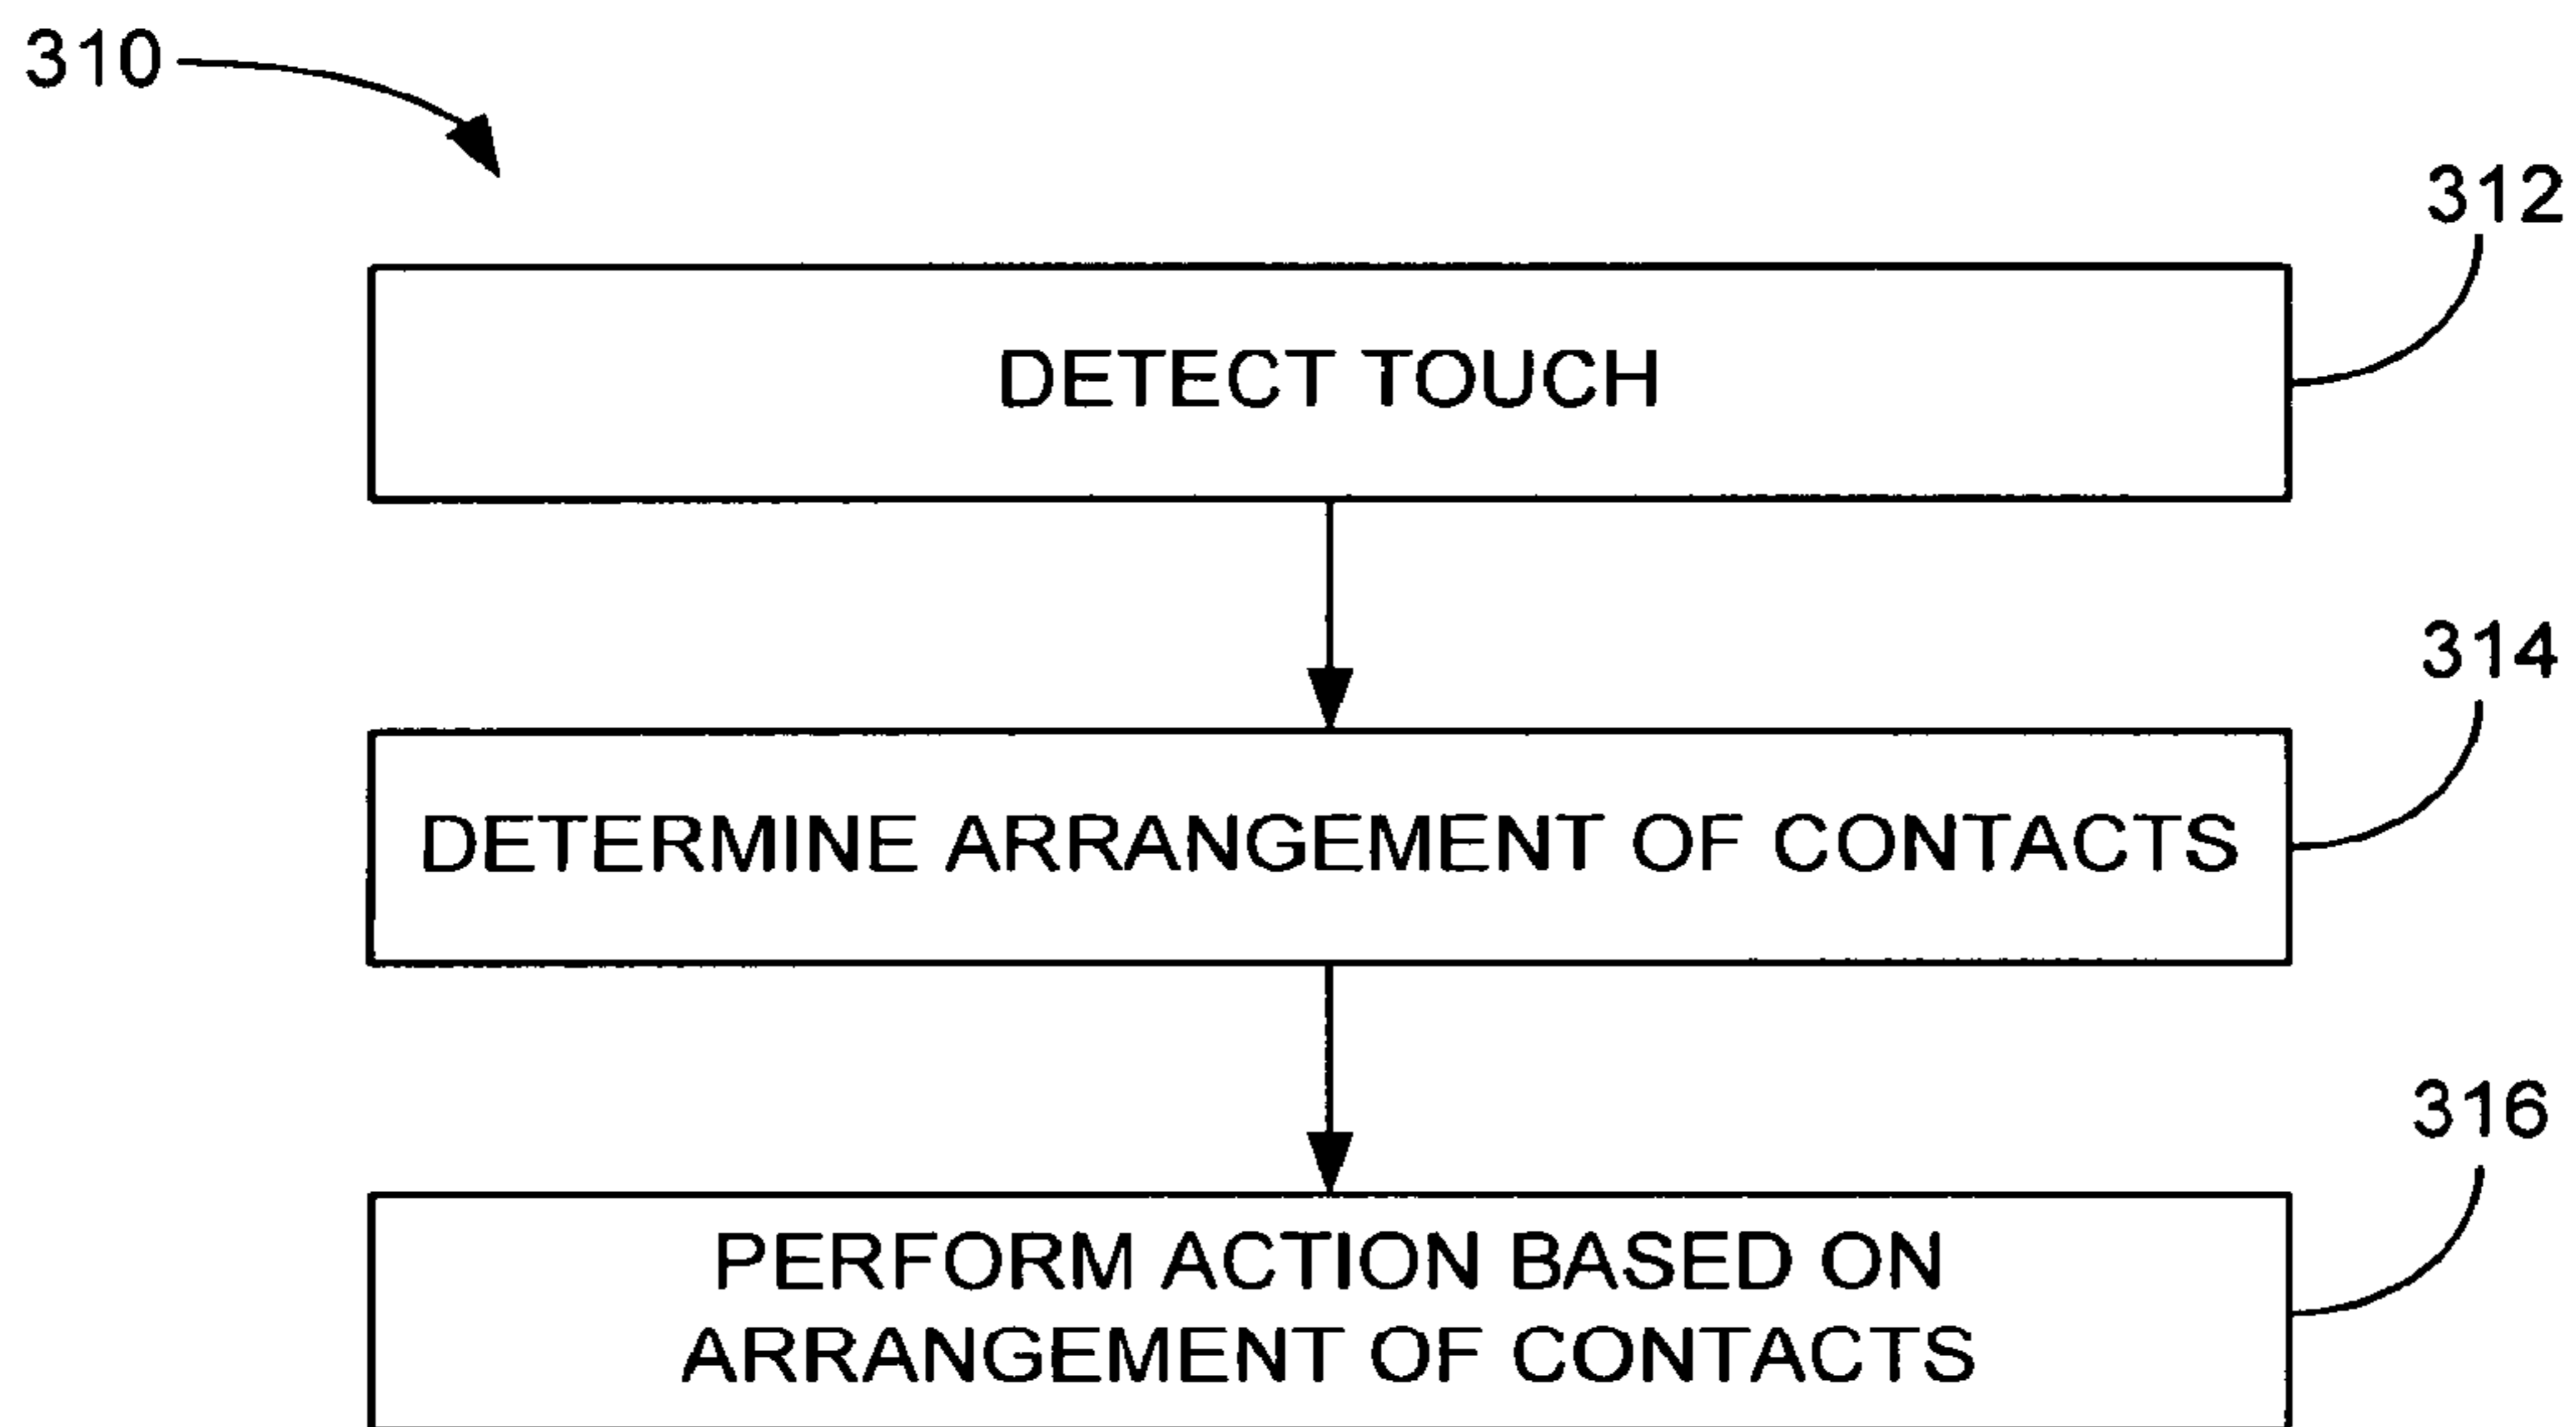 310
312
DETECT TOUCH
314
DETERMINE ARRANGEMENT OF CONTACTS
316
PERFORM ACTION BASED ON
ARRANGEMENT OF CONTACTS